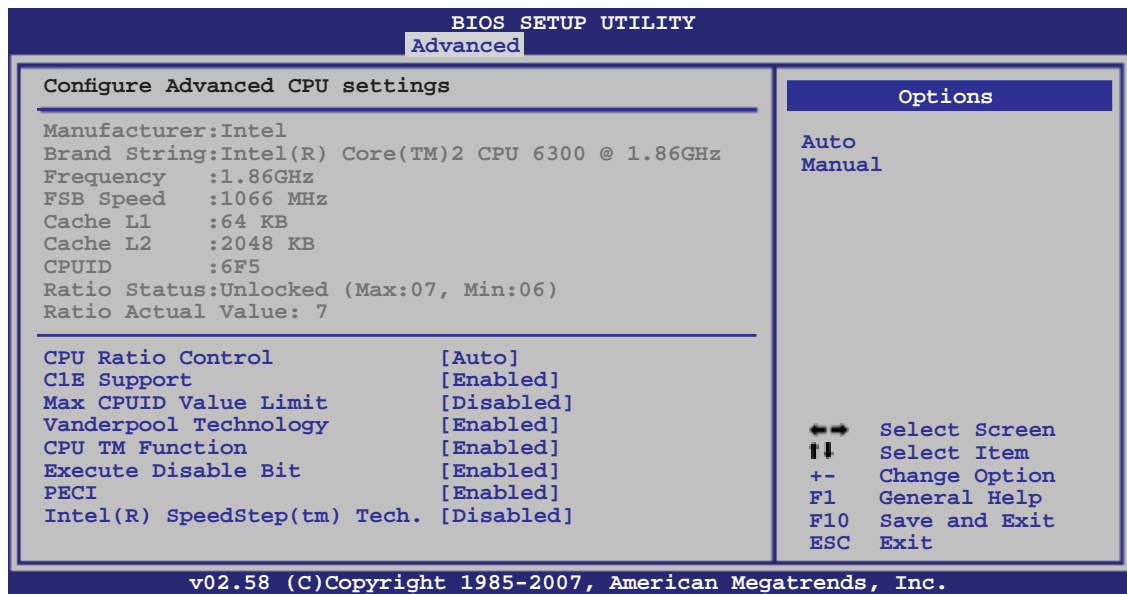 BIOS SETUP UTILITY
Advanced
Configure Advanced CPU settings
Manufacturer:Intel
Brand String:Intel(R) Core(TM)2 CPU 6300 @ 1.86GHz
Frequency :1.86GHz
FSB Speed :1066 MHz
Cache L1 :64 KB
Cache L2 :2048 KB
CPUID :6F5
Ratio Status:Unlocked (Max:07, Min:06)
Ratio Actual Value: 7
CPU Ratio Control [Auto]
C1E Support [Enabled]
Max CPUID Value Limit [Disabled]
Vanderpool Technology [Enabled]
CPU TM Function [Enabled]
Execute Disable Bit [Enabled]
PECI [Enabled]
Intel(R) SpeedStep(tm) Tech. [Disabled]
Options
Auto
Manual
←→ Select Screen
↑↓ Select Item
+- Change Option
F1 General Help
F10 Save and Exit
ESC Exit
v02.58 (C)Copyright 1985-2007, American Megatrends, Inc.